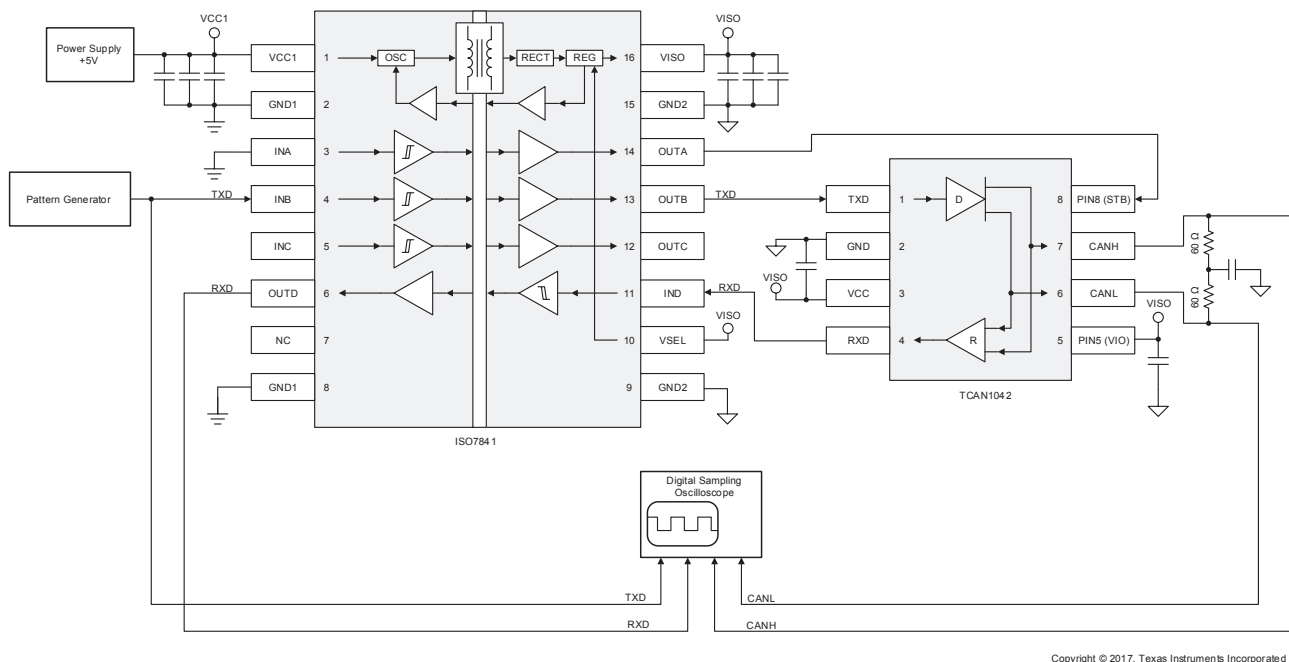 Power Supply
+5V
VCC1
VCC1
1
OSC
RECT
REG
16
VISO
VISO
GND1
2
15
GND2
INA
3
14
OUTA
Pattern Generator
TXD
INB
4
13
OUTB
TXD
INC
5
12
OUTC
RXD
OUTD
6
11
IND
RXD
NC
7
10
VSEL
VISO
GND1
8
9
GND2
ISO7841
TXD
1
D
8
PIN8 (STB)
GND
2
7
CANH
VISO
VCC
3
6
CANL
RXD
4
R
5
PIN5 (VIO)
VISO
60 Ω
60 Ω
TCAN1042
Digital Sampling
Oscilloscope
TXD
CANL
RXD
CANH
Copyright © 2017, Texas Instruments Incorporated